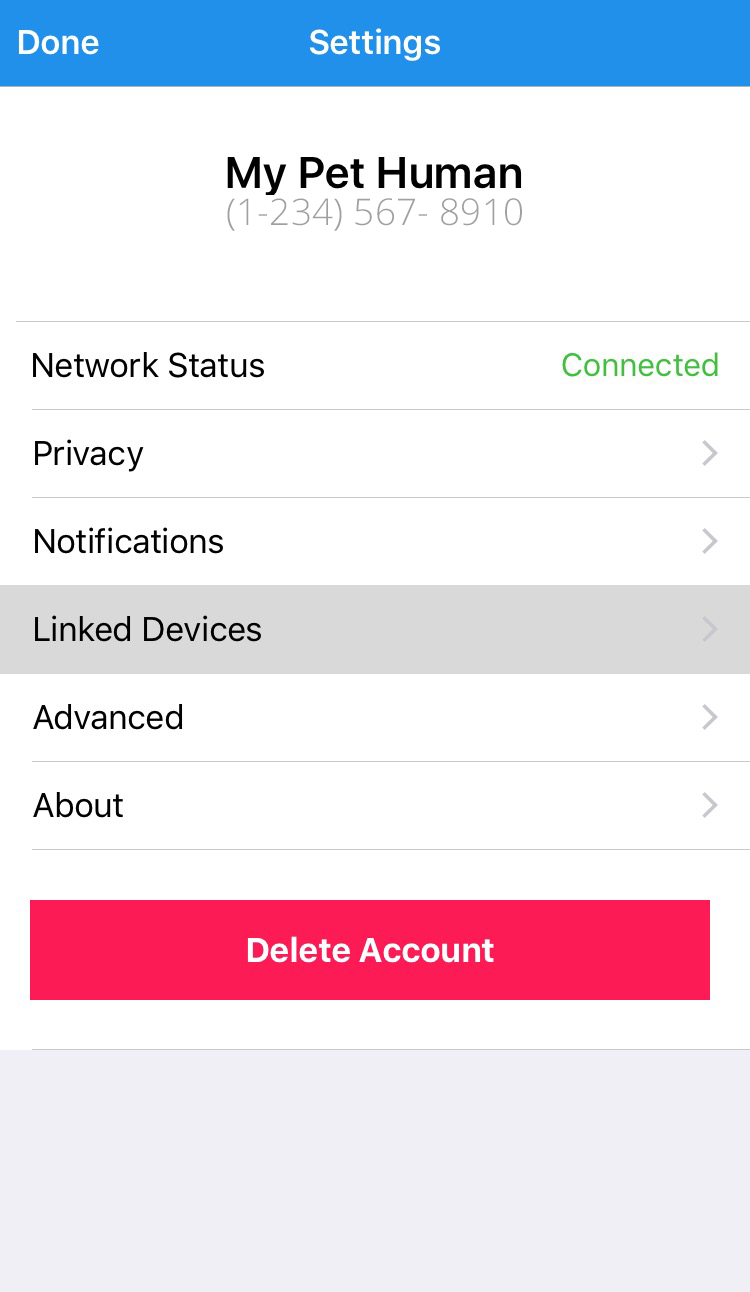 Done Settings
My Pet Human
(1-234) 567- 8910
Network Status Connected
Privacy
Notifications
Linked Devices
Advanced
About
Delete Account